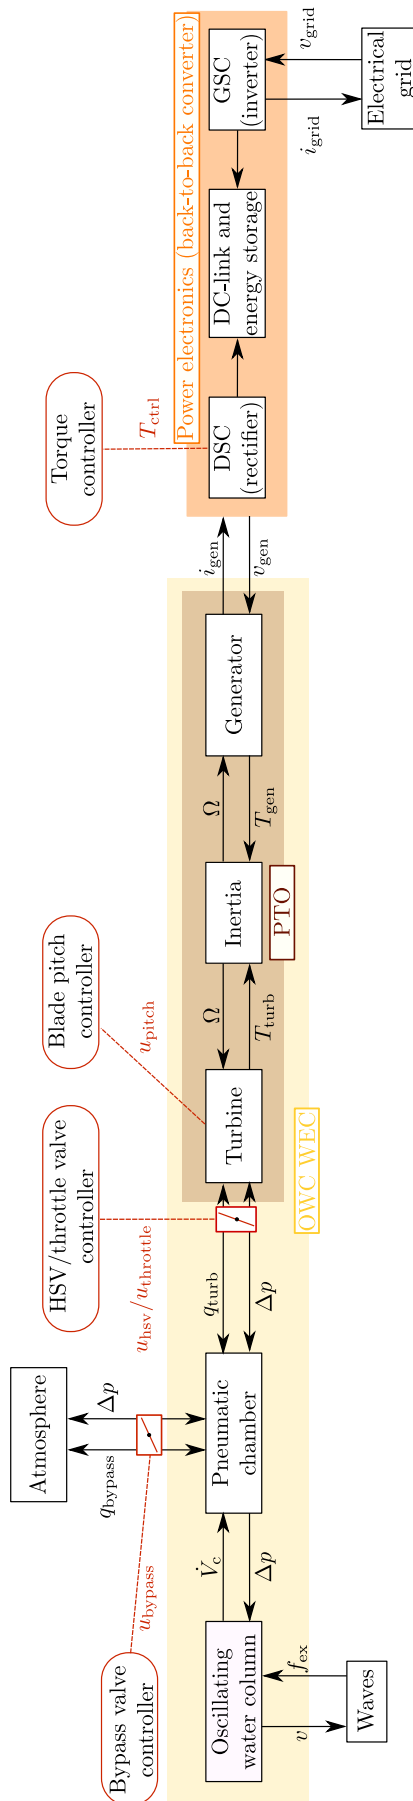 Bypass valve
controller
u_bypass
Atmosphere
q_bypass
Δp
HSV/throttle valve
controller
u_hsv/u_throttle
Blade pitch
controller
u_pitch
Torque
controller
T_ctrl
Power electronics (back-to-back converter)
Oscillating
water column
V̇_c
Δp
Pneumatic
chamber
q_turb
Δp
Turbine
Ω
T_turb
Inertia
Ω
T_gen
Generator
i_gen
v_gen
DSC
(rectifier)
DC-link and
energy storage
GSC
(inverter)
PTO
OWC WEC
v
f_ex
Waves
i_grid
v_grid
Electrical
grid